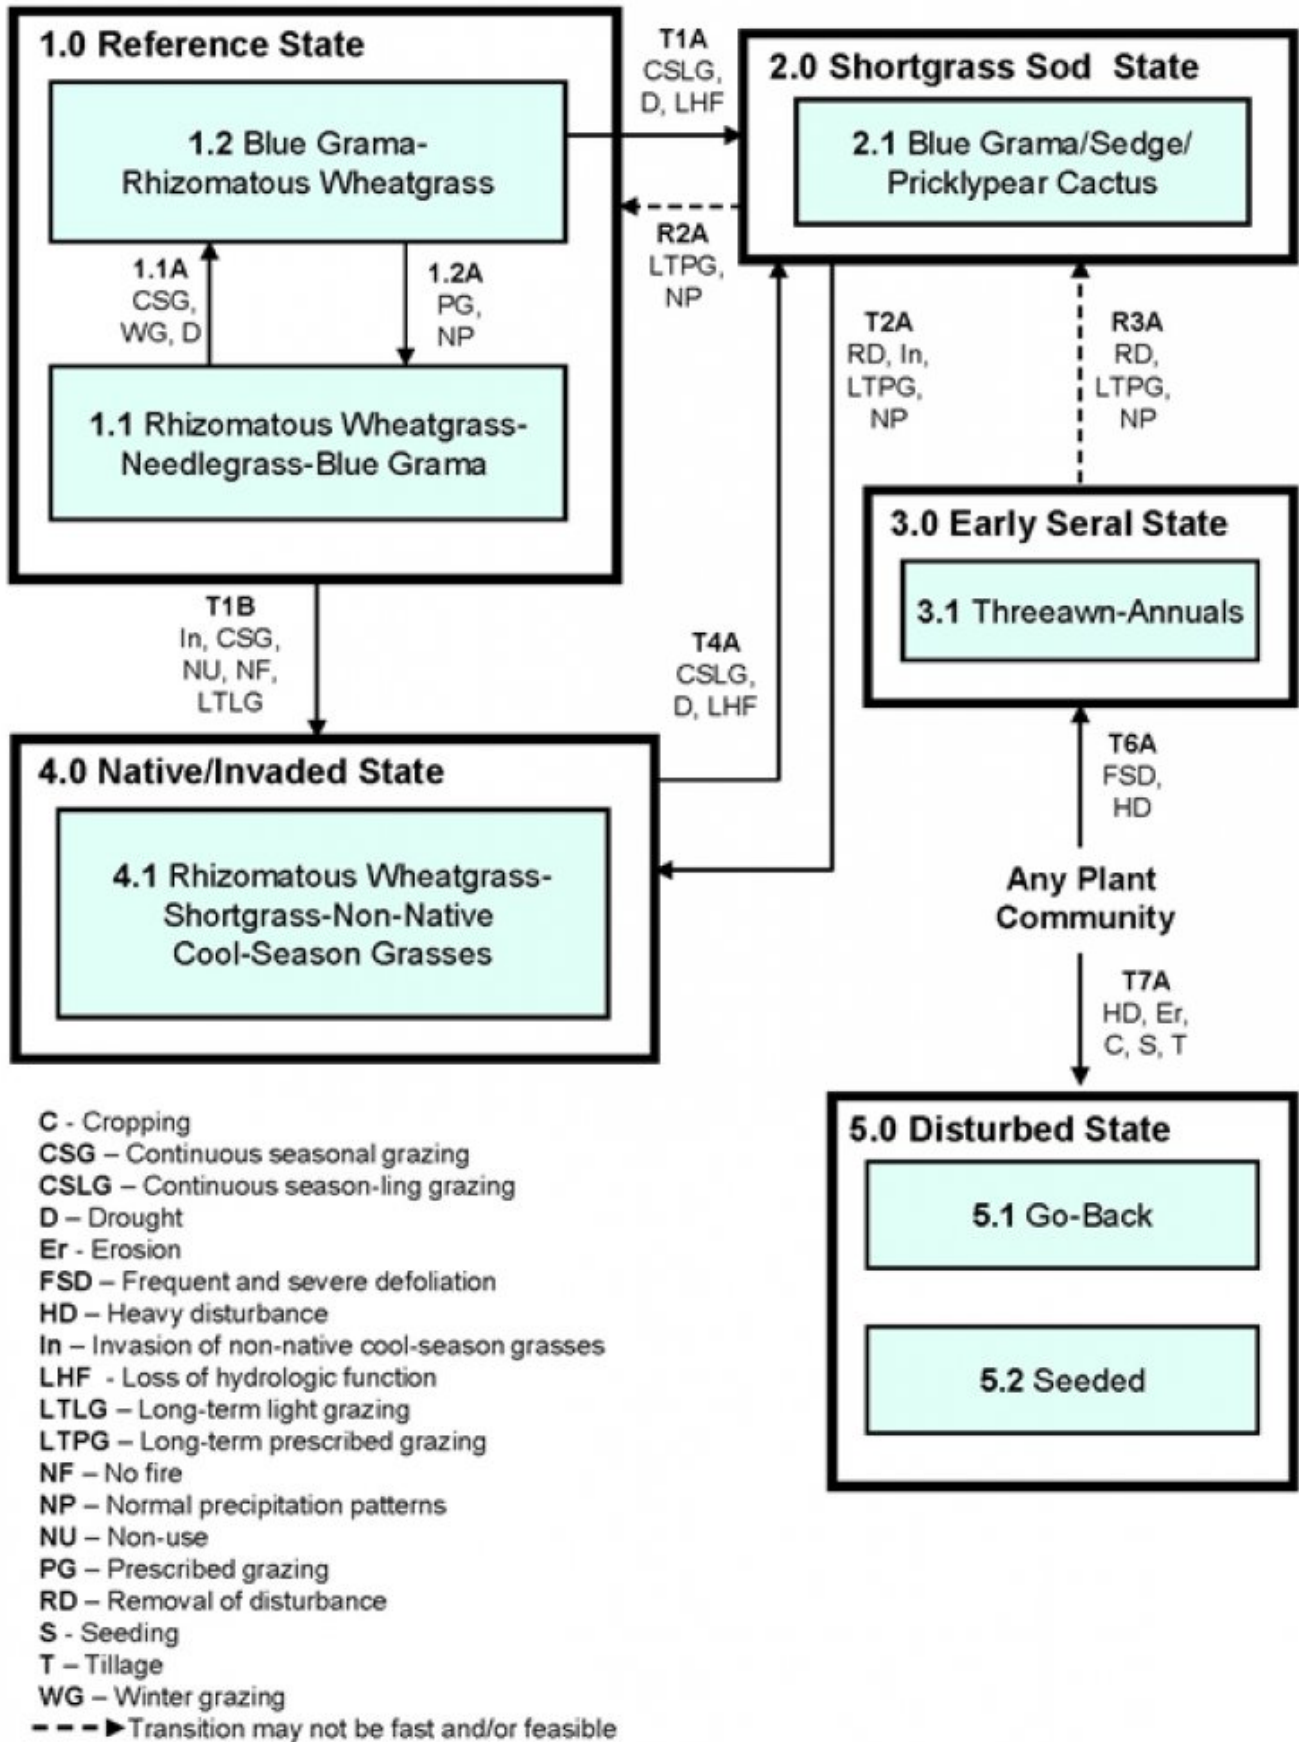 1.0 Reference State
1.2 Blue Grama-
Rhizomatous Wheatgrass
1.1A
CSG,
WG, D
1.2A
PG,
NP
1.1 Rhizomatous Wheatgrass-
Needlegrass-Blue Grama
T1A
CSLG,
D, LHF
R2A
LTPG,
NP
2.0 Shortgrass Sod State
2.1 Blue Grama/Sedge/
Pricklypear Cactus
T2A
RD, In,
LTPG,
NP
R3A
RD,
LTPG,
NP
3.0 Early Seral State
3.1 Threeawn-Annuals
T1B
In, CSG,
NU, NF,
LTLG
T4A
CSLG,
D, LHF
4.0 Native/Invaded State
4.1 Rhizomatous Wheatgrass-
Shortgrass-Non-Native
Cool-Season Grasses
T6A
FSD,
HD
Any Plant
Community
T7A
HD, Er,
C, S, T
5.0 Disturbed State
5.1 Go-Back
5.2 Seeded
C - Cropping
CSG – Continuous seasonal grazing
CSLG – Continuous season-ling grazing
D – Drought
Er - Erosion
FSD – Frequent and severe defoliation
HD – Heavy disturbance
In – Invasion of non-native cool-season grasses
LHF - Loss of hydrologic function
LTLG – Long-term light grazing
LTPG – Long-term prescribed grazing
NF – No fire
NP – Normal precipitation patterns
NU – Non-use
PG – Prescribed grazing
RD – Removal of disturbance
S - Seeding
T – Tillage
WG – Winter grazing
Transition may not be fast and/or feasible